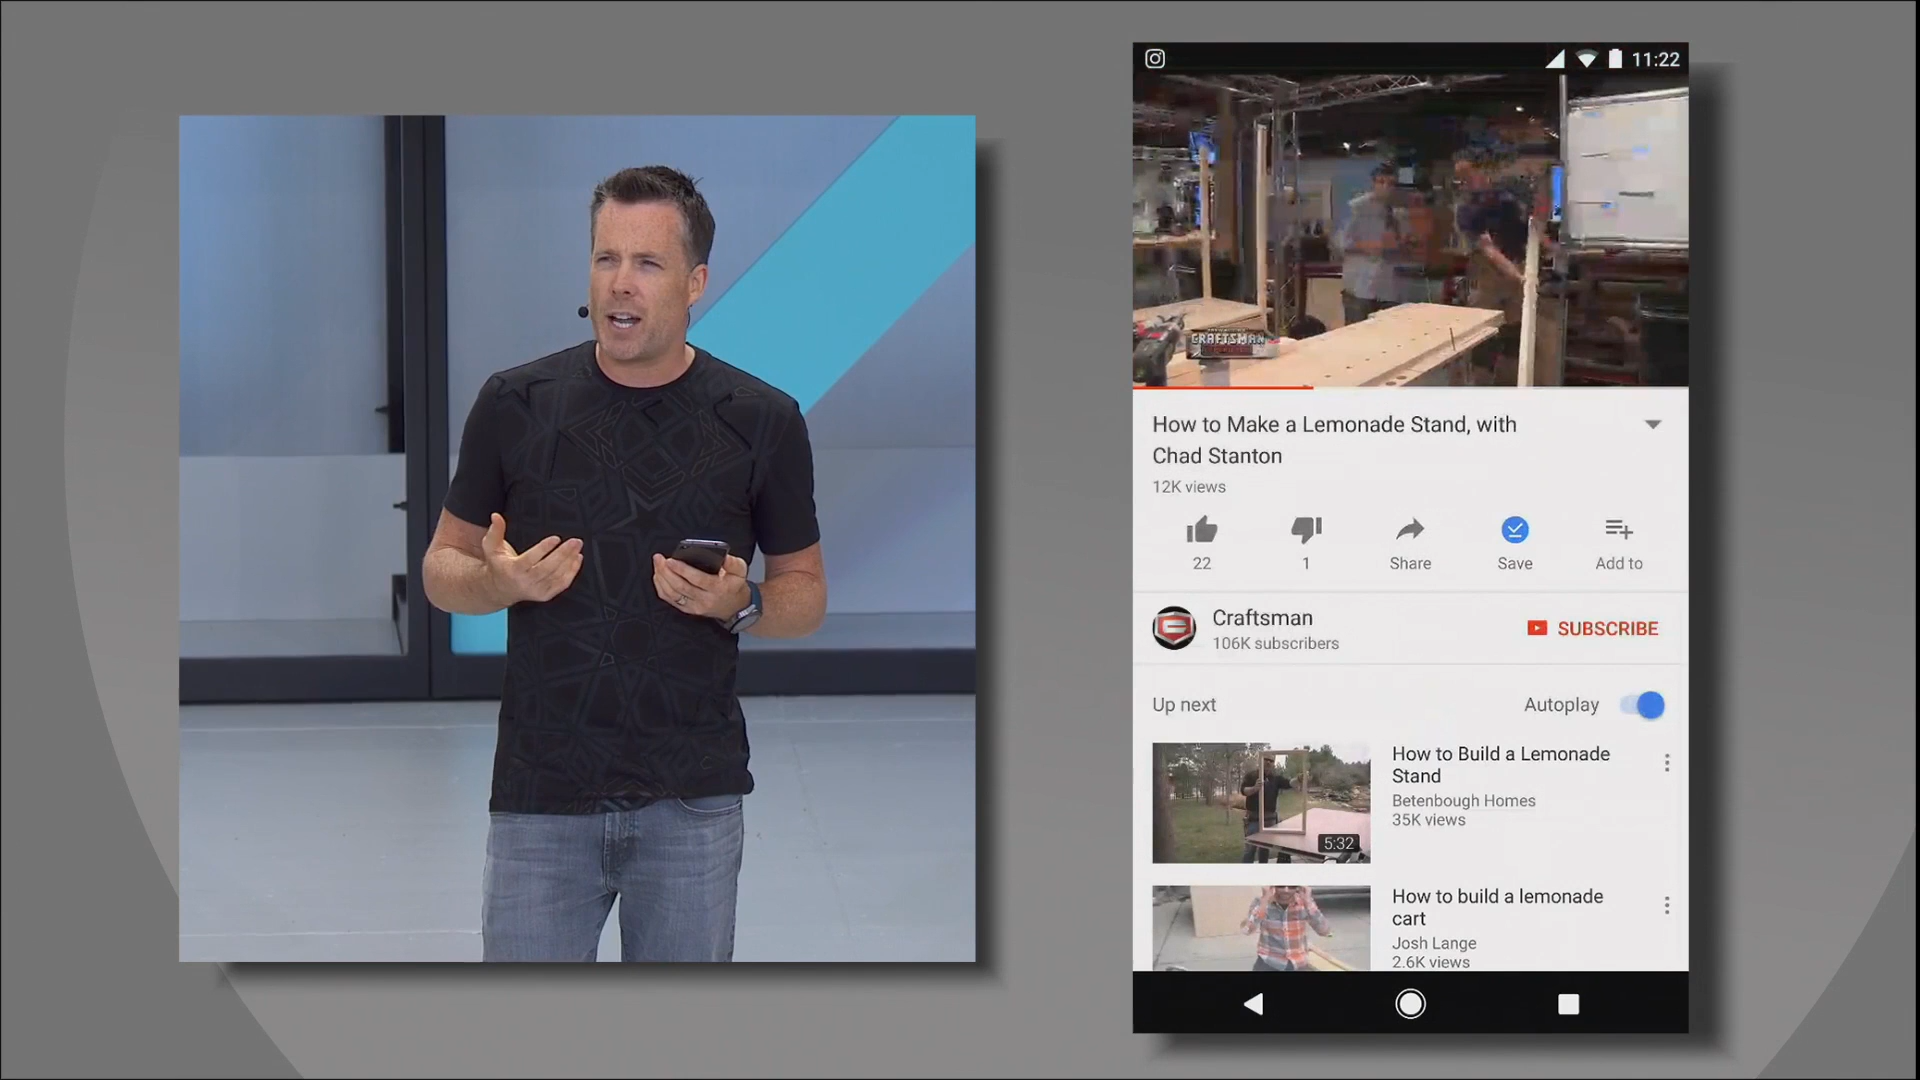 11:22
CRAFTSMAN
How to Make a Lemonade Stand, with
Chad Stanton
12K views
22
1
Share
Save
Add to
Craftsman
106K subscribers
SUBSCRIBE
Up next
Autoplay
How to Build a Lemonade
Stand
Betenbough Homes
35K views
5:32
How to build a lemonade
cart
Josh Lange
2.6K views